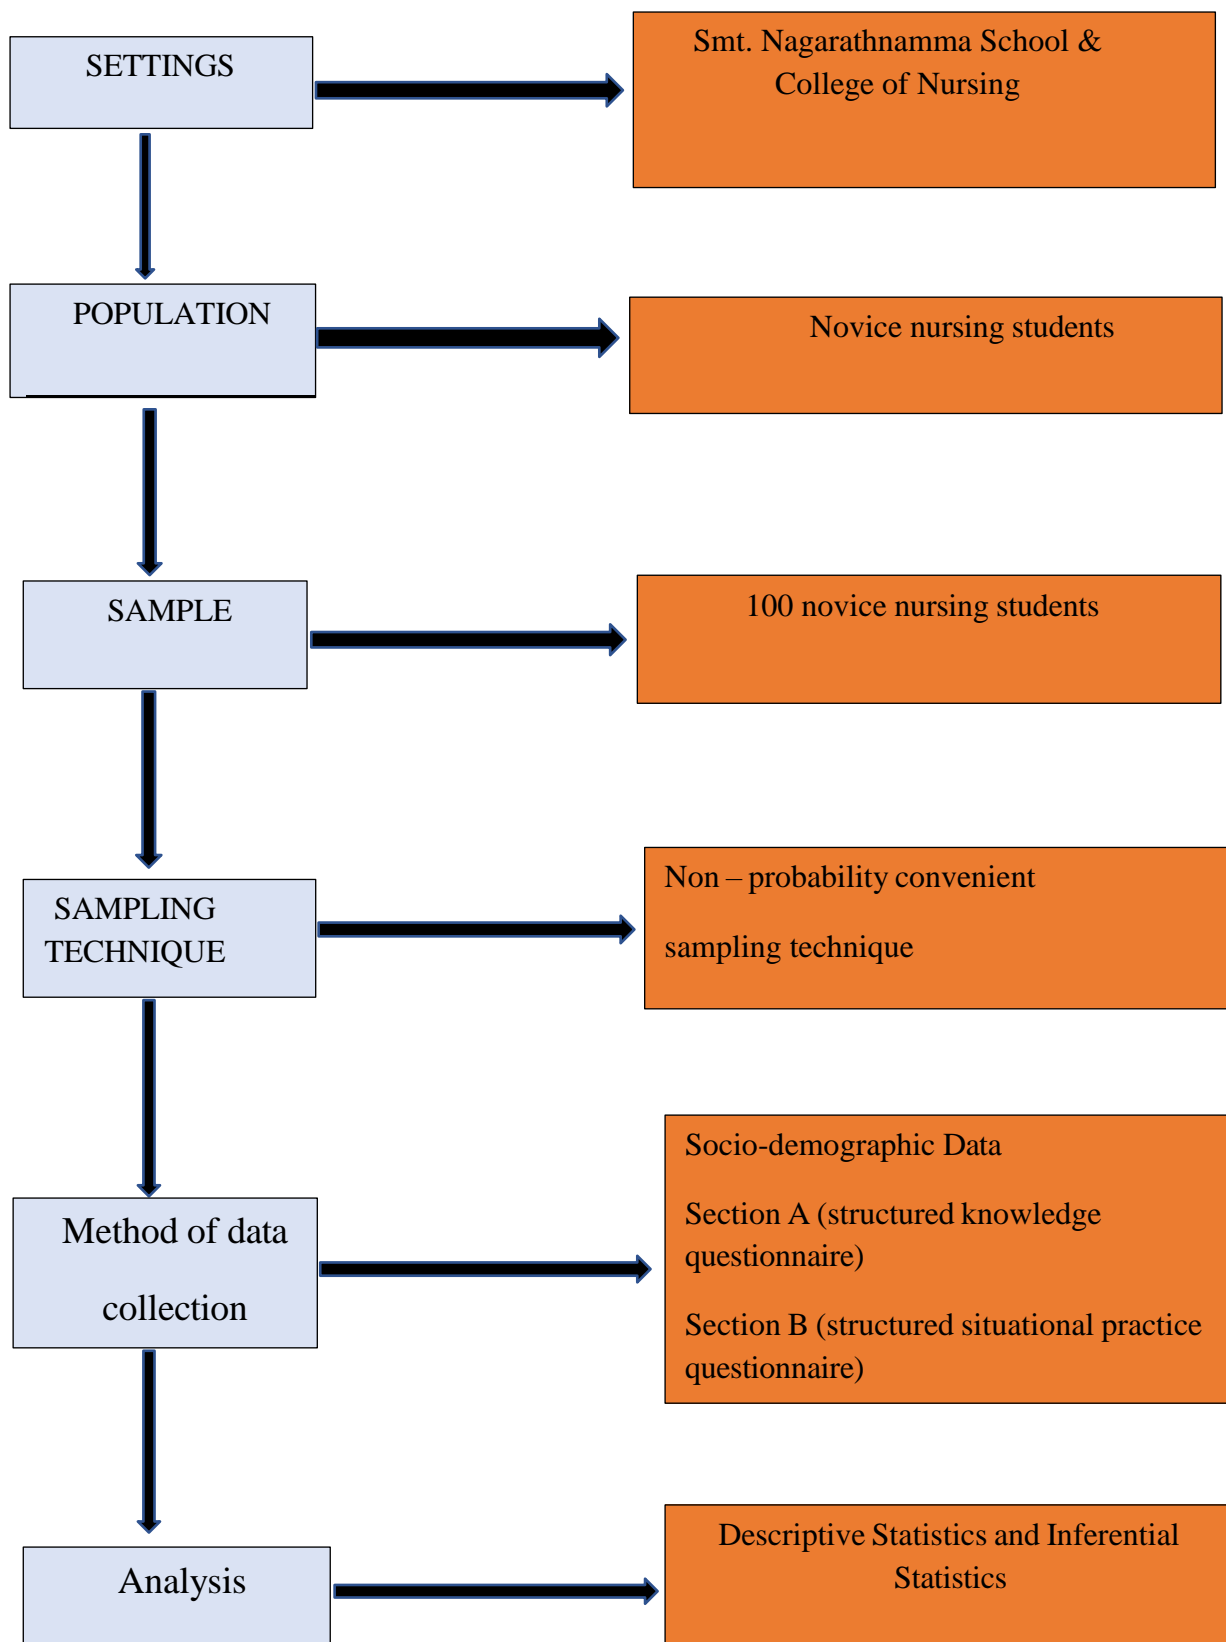 SETTINGS
Smt. Nagarathnamma School &
College of Nursing
POPULATION
Novice nursing students
SAMPLE
100 novice nursing students
SAMPLING
TECHNIQUE
Non – probability convenient
sampling technique
Method of data
collection
Socio-demographic Data
Section A (structured knowledge
questionnaire)
Section B (structured situational practice
questionnaire)
Analysis
Descriptive Statistics and Inferential
Statistics